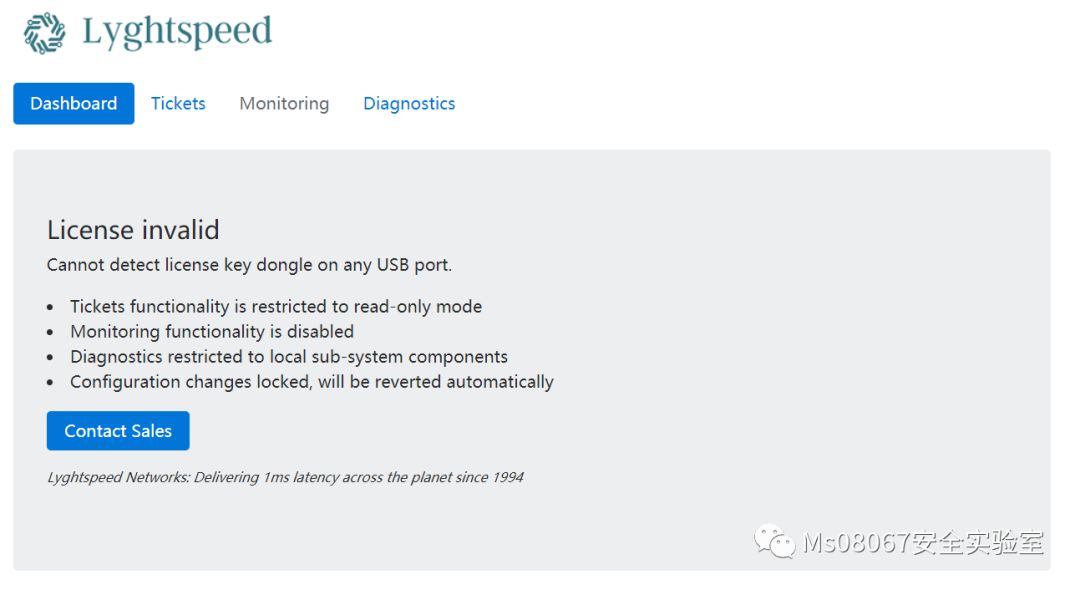 Lyghtspeed
Dashboard Tickets Monitoring Diagnostics
License invalid
Cannot detect license key dongle on any USB port.
• Tickets functionality is restricted to read-only mode
• Monitoring functionality is disabled
• Diagnostics restricted to local sub-system components
• Configuration changes locked, will be reverted automatically
Contact Sales
Lyghtspeed Networks: Delivering 1ms latency across the planet since 1994
Ms08067安全实验室